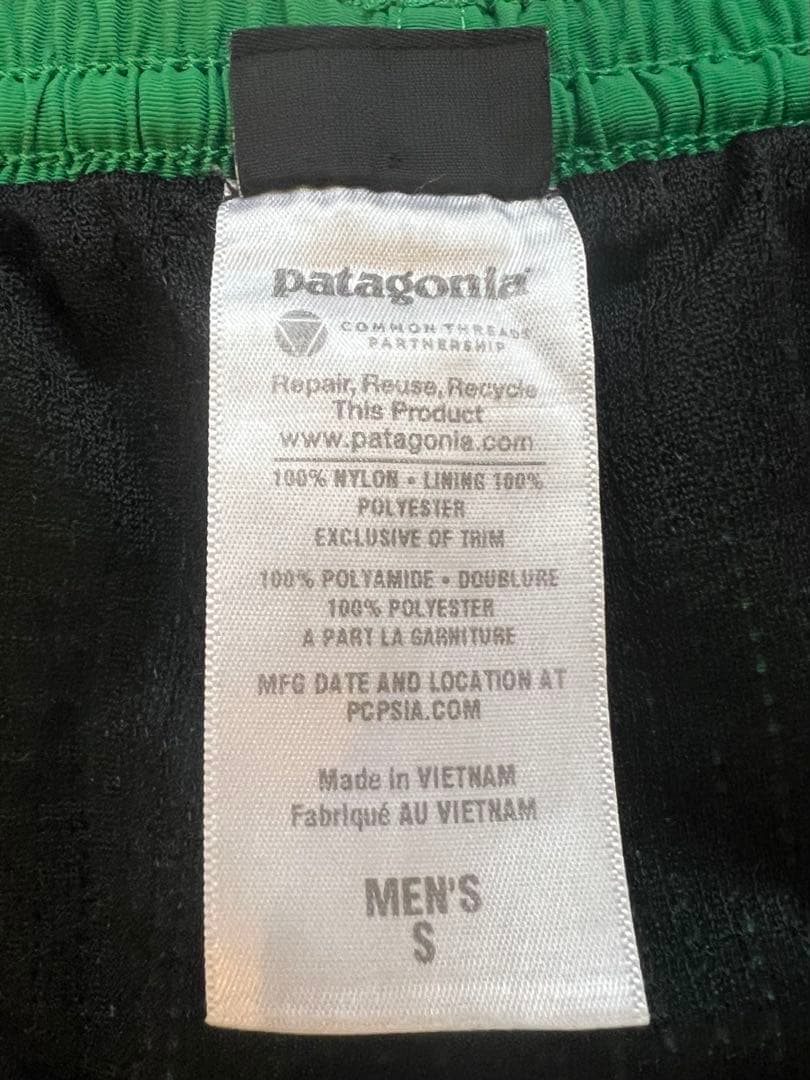 patagonia
COMMON THREADS
PARTNERSHIP
Repair, Reuse, Recycle
This Product
www.patagonia.com
100% NYLON • LINING 100%
POLYESTER
EXCLUSIVE OF TRIM
100% POLYAMIDE • DOUBLURE
100% POLYESTER
A PART LA GARNITURE
MFG DATE AND LOCATION AT
PCPSIA.COM
Made in VIETNAM
Fabriqué AU VIETNAM
MEN'S
S